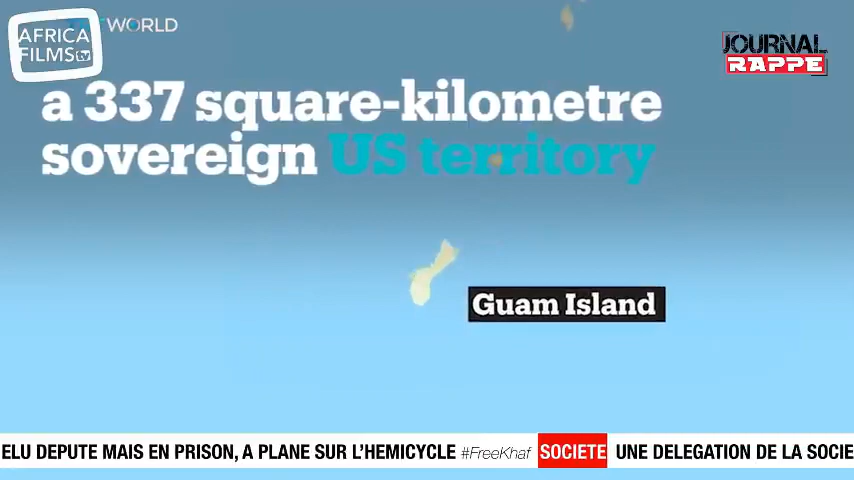 AFRICA
FILMS tv
WORLD
JOURNAL
RAPPE
a 337 square-kilometre
sovereign US territory
Guam Island
ELU DEPUTE MAIS EN PRISON, A PLANE SUR L'HEMICYCLE #FreeKhaf SOCIETE UNE DELEGATION DE LA SOCIE